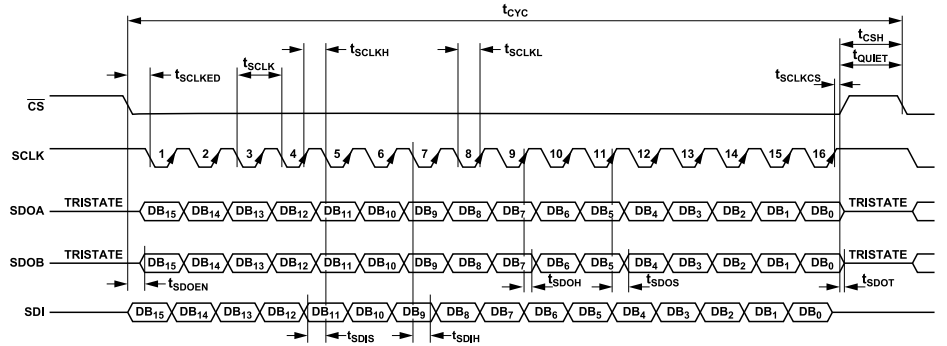 tCYC
tCSH
tSCLKH
tSCLKL
tQUIET
tSCLKED
tSCLK
tSCLKCS
CS
SCLK 1 2 3 4 5 6 7 8 9 10 11 12 13 14 15 16
SDOA TRISTATE DB15 DB14 DB13 DB12 DB11 DB10 DB9 DB8 DB7 DB6 DB5 DB4 DB3 DB2 DB1 DB0 TRISTATE
SDOB TRISTATE DB15 DB14 DB13 DB12 DB11 DB10 DB9 DB8 DB7 DB6 DB5 DB4 DB3 DB2 DB1 DB0 TRISTATE
tSDOEN tSDOH tSDOS tSDOT
SDI DB15 DB14 DB13 DB12 DB11 DB10 DB9 DB8 DB7 DB6 DB5 DB4 DB3 DB2 DB1 DB0
tSDIS tSDIH